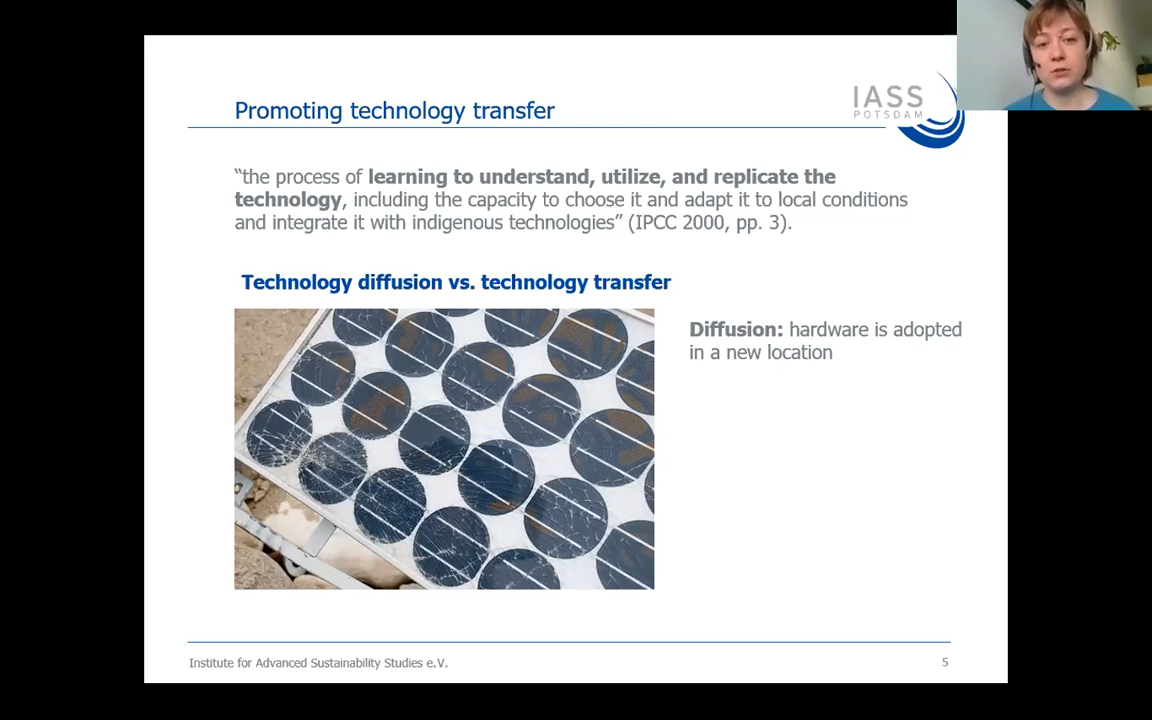 Promoting technology transfer
IASS
POTSDAM
“the process of learning to understand, utilize, and replicate the
technology, including the capacity to choose it and adapt it to local conditions
and integrate it with indigenous technologies” (IPCC 2000, pp. 3).
Technology diffusion vs. technology transfer
Diffusion: hardware is adopted
in a new location
Institute for Advanced Sustainability Studies e.V.
5